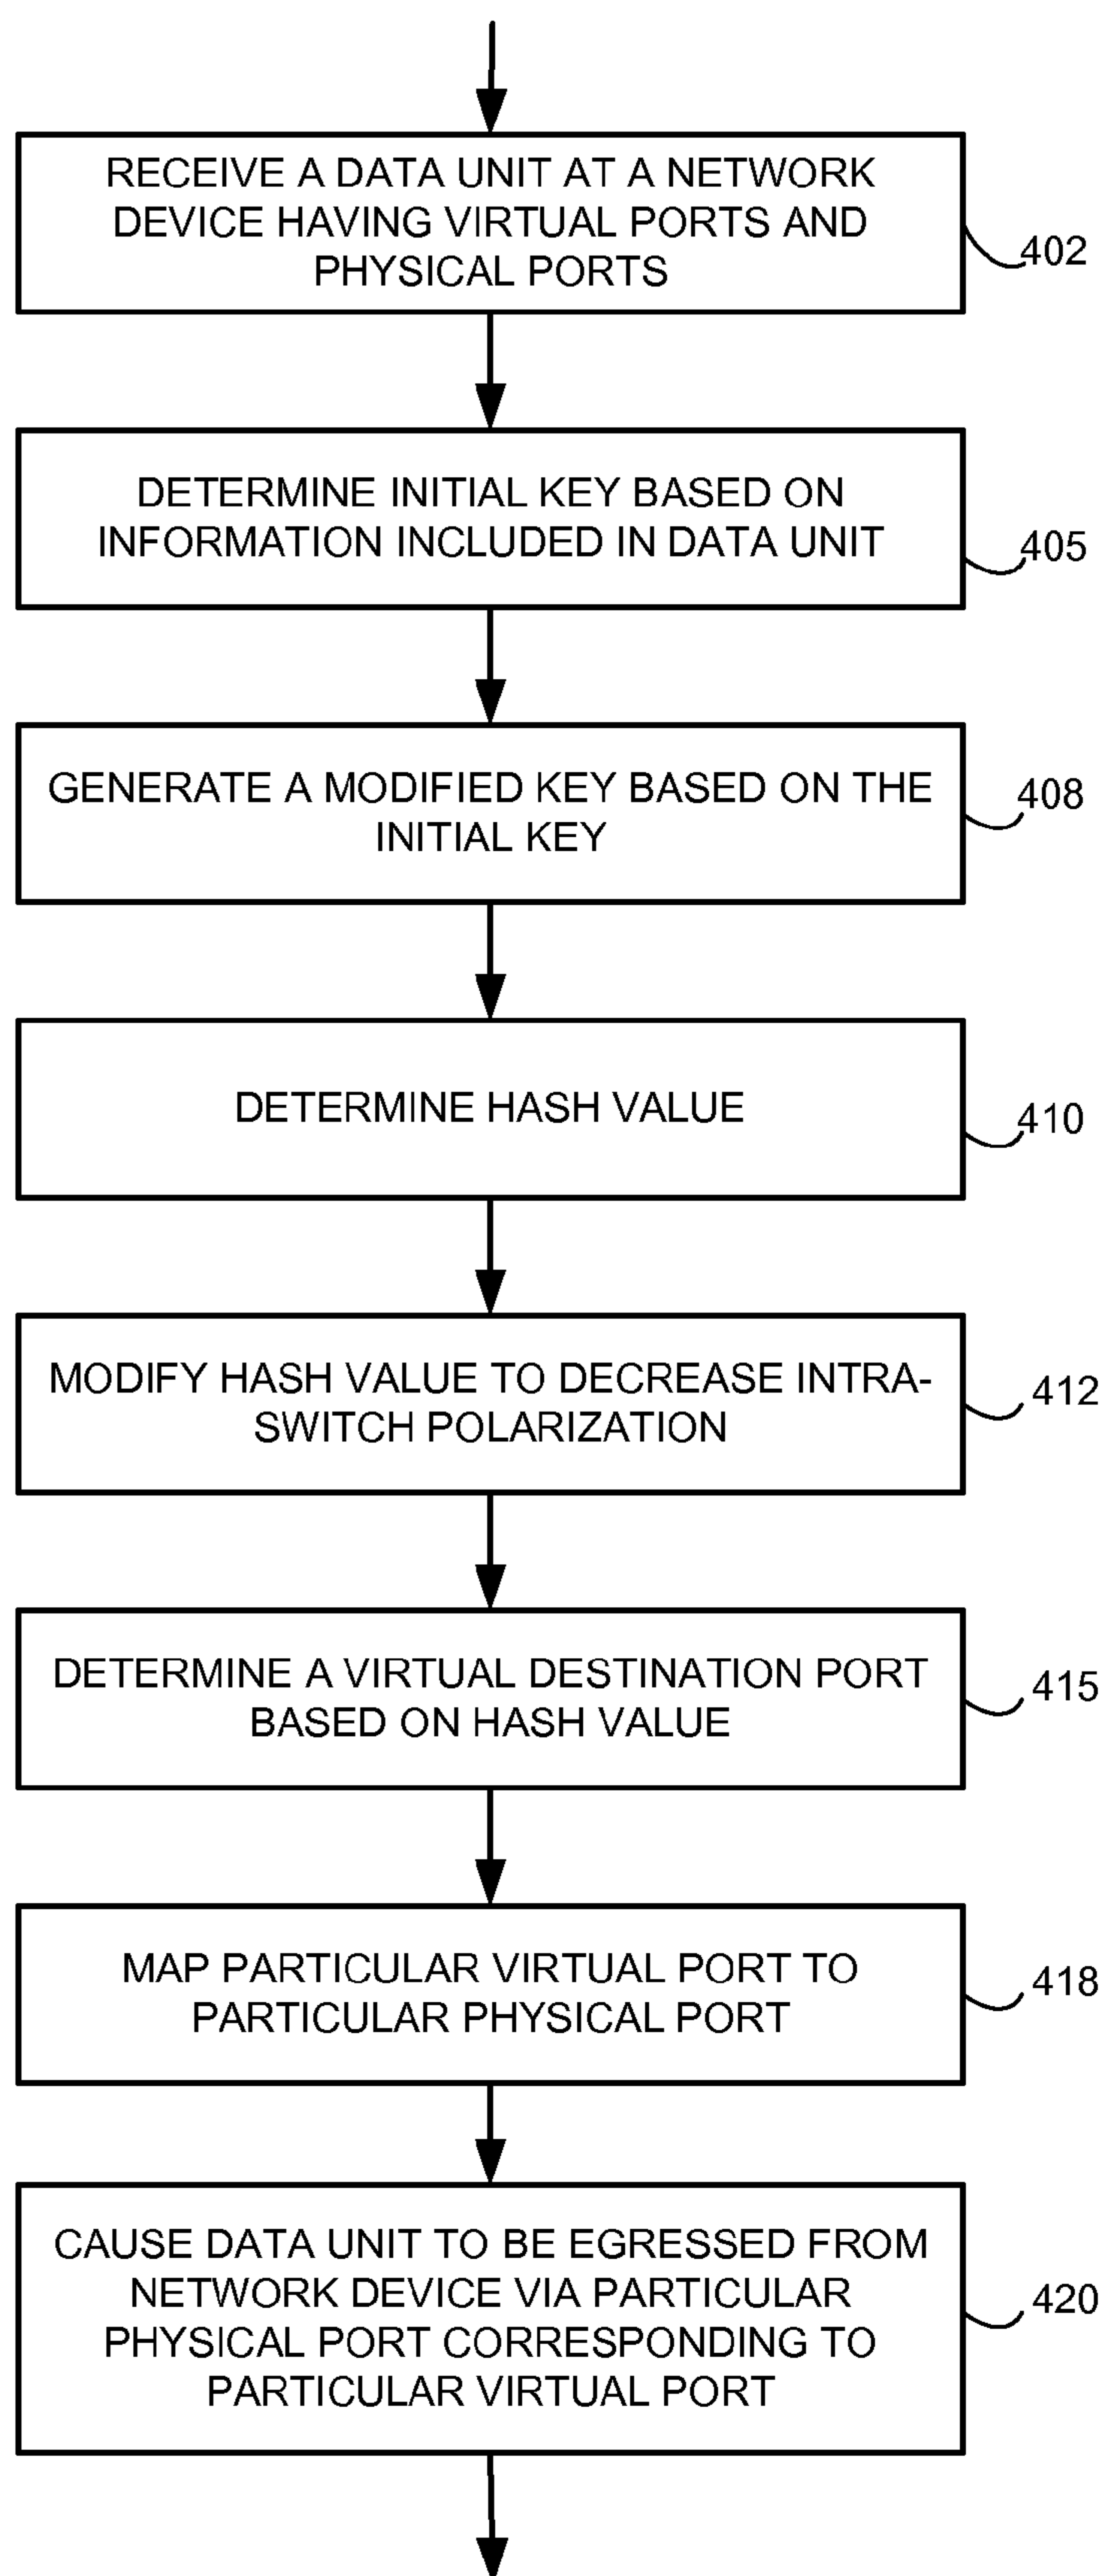 RECEIVE A DATA UNIT AT A NETWORK
DEVICE HAVING VIRTUAL PORTS AND
PHYSICAL PORTS
402
DETERMINE INITIAL KEY BASED ON
INFORMATION INCLUDED IN DATA UNIT
405
GENERATE A MODIFIED KEY BASED ON THE
INITIAL KEY
408
DETERMINE HASH VALUE
410
MODIFY HASH VALUE TO DECREASE INTRA-
SWITCH POLARIZATION
412
DETERMINE A VIRTUAL DESTINATION PORT
BASED ON HASH VALUE
415
MAP PARTICULAR VIRTUAL PORT TO
PARTICULAR PHYSICAL PORT
418
CAUSE DATA UNIT TO BE EGRESSED FROM
NETWORK DEVICE VIA PARTICULAR
PHYSICAL PORT CORRESPONDING TO
PARTICULAR VIRTUAL PORT
420